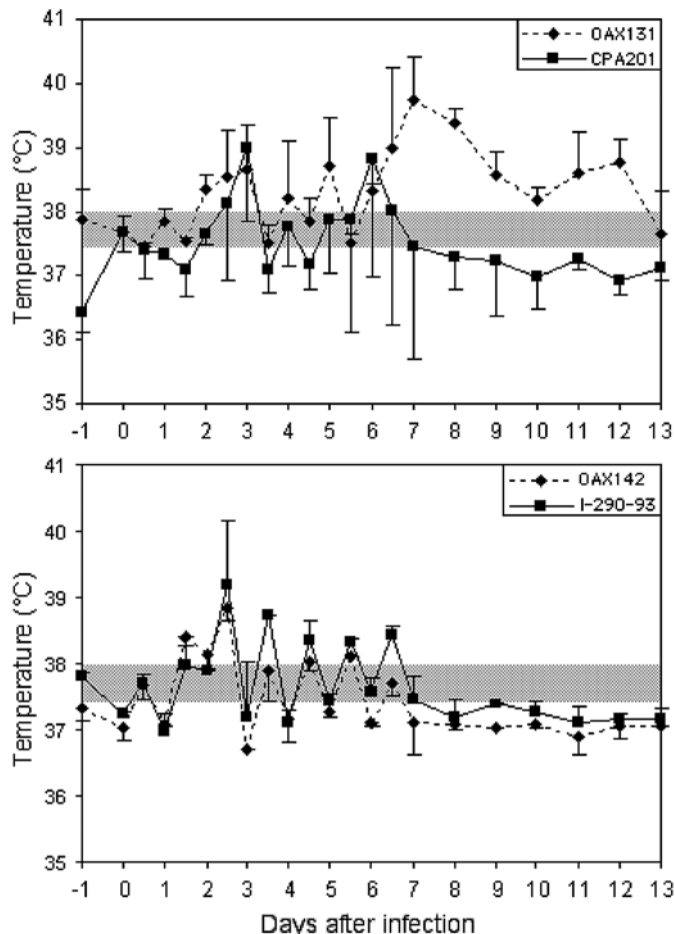 41
40
39
38
37
36
35
Temperature (°C)
OAX131
CPA201
-1 0 1 2 3 4 5 6 7 8 9 10 11 12 13
41
40
39
38
37
36
35
Temperature (°C)
OAX142
I-290-93
-1 0 1 2 3 4 5 6 7 8 9 10 11 12 13
Days after infection